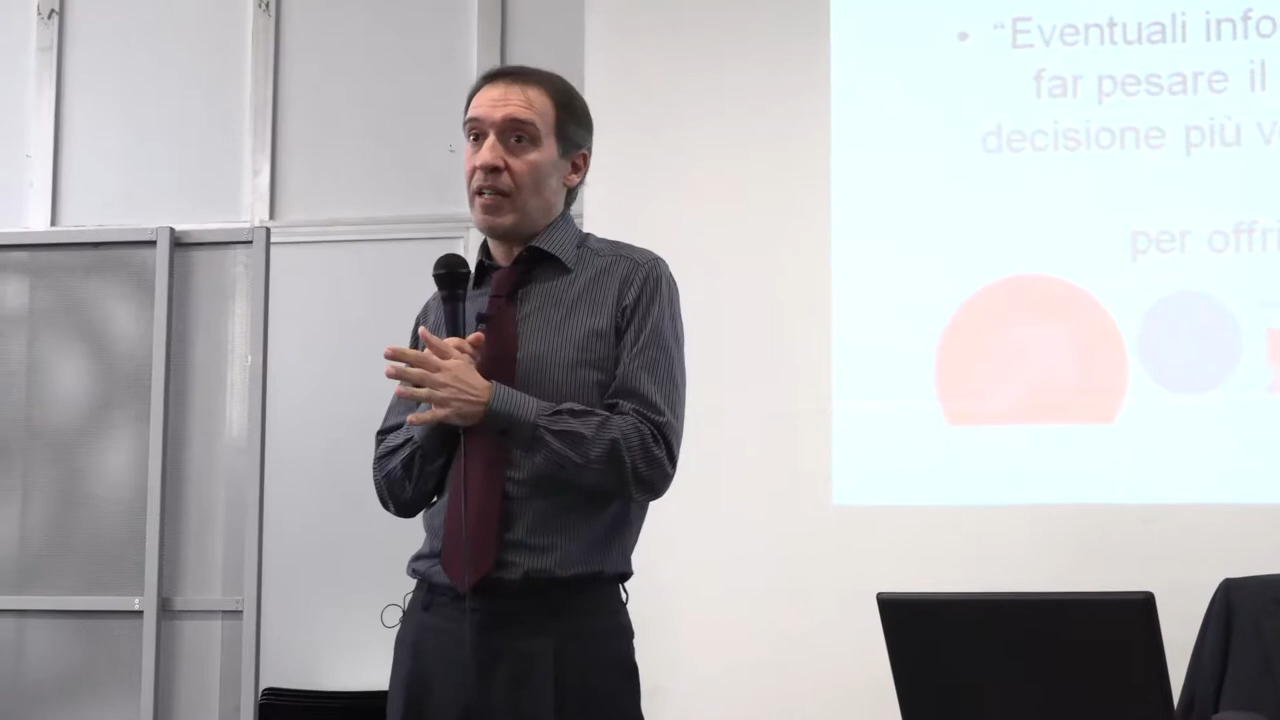 • “Eventuali info
far pesare il
decisione più v
per offri